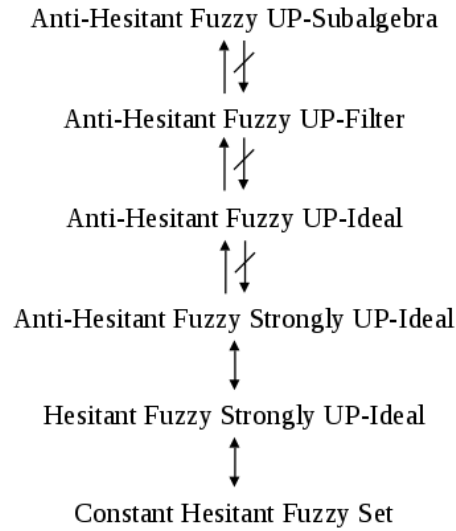 Anti-Hesitant Fuzzy UP-Subalgebra
Anti-Hesitant Fuzzy UP-Filter
Anti-Hesitant Fuzzy UP-Ideal
Anti-Hesitant Fuzzy Strongly UP-Ideal
Hesitant Fuzzy Strongly UP-Ideal
Constant Hesitant Fuzzy Set